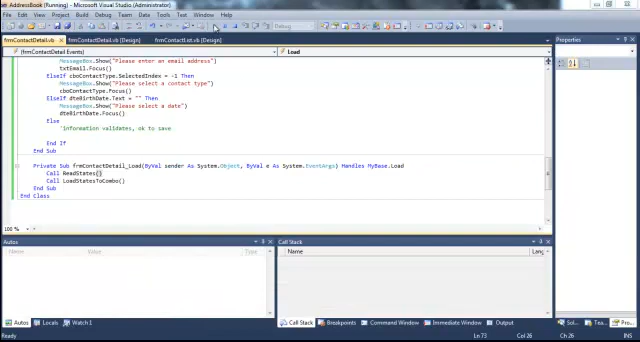 AddressBook (Running) - Microsoft Visual Studio (Administrator)
File Edit View Project Build Debug Team Data Tools Test Window Help
Debug
frmContactDetail.vb frmContactDetail.vb [Design] frmContactList.vb [Design]
(frmContactDetail Events) Load
MessageBox.Show("Please enter an email address")
txtEmail.Focus()
ElseIf cboContactType.SelectedIndex = -1 Then
MessageBox.Show("Please select a contact type")
cboContactType.Focus()
ElseIf dteBirthDate.Text = "" Then
MessageBox.Show("Please select a date")
dteBirthDate.Focus()
Else
'information validates, ok to save
End If
End Sub
Private Sub frmContactDetail_Load(ByVal sender As System.Object, ByVal e As System.EventArgs) Handles MyBase.Load
Call ReadStates()
Call LoadStatesToCombo()
End Sub
End Class
100 %
Properties
Autos
Name Value Type
Call Stack
Name Lang
Autos Locals Watch 1
Call Stack Breakpoints Command Window Immediate Window Output
Sol... Tea... Pro...
Ready Ln 73 Col 26 Ch 26 INS